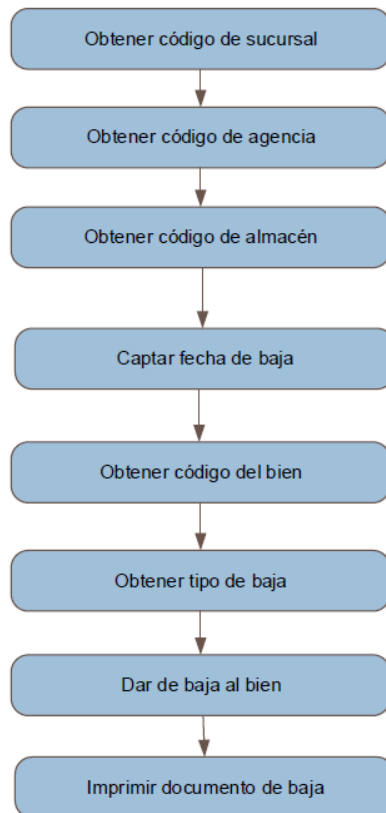 Obtener código de sucursal
Obtener código de agencia
Obtener código de almacén
Captar fecha de baja
Obtener código del bien
Obtener tipo de baja
Dar de baja al bien
Imprimir documento de baja